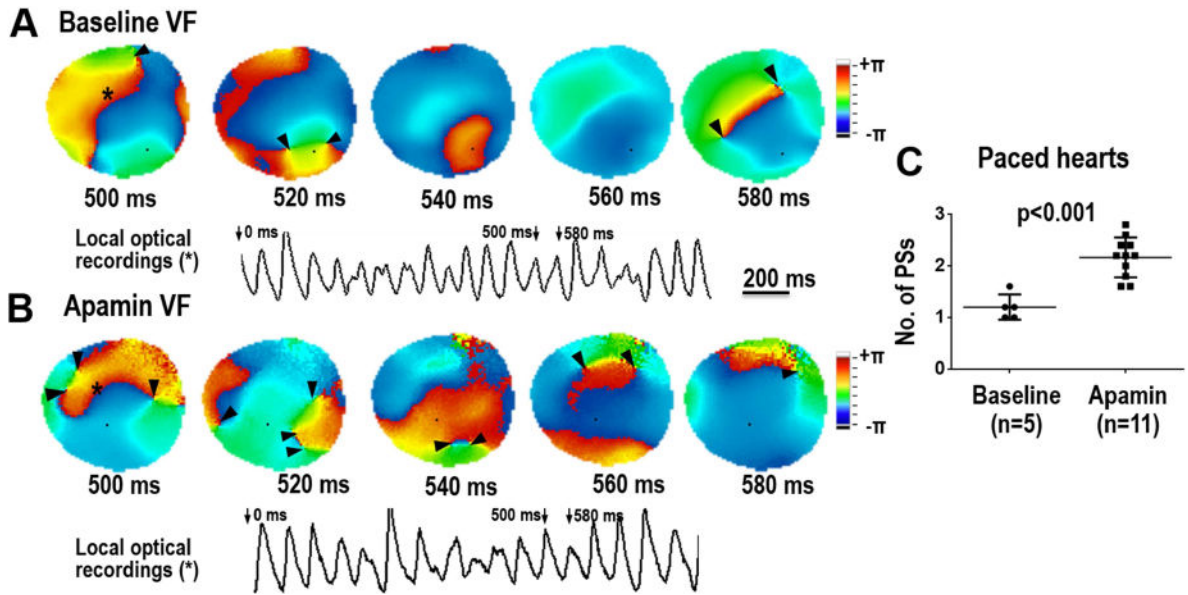 A Baseline VF
*
+π
-π
500 ms 520 ms 540 ms 560 ms 580 ms
Local optical
recordings (*)
0 ms 500 ms 580 ms
200 ms
B Apamin VF
*
+π
-π
500 ms 520 ms 540 ms 560 ms 580 ms
Local optical
recordings (*)
0 ms 500 ms 580 ms
C Paced hearts
p<0.001
No. of PSs
3
2
1
0
Baseline Apamin
(n=5) (n=11)